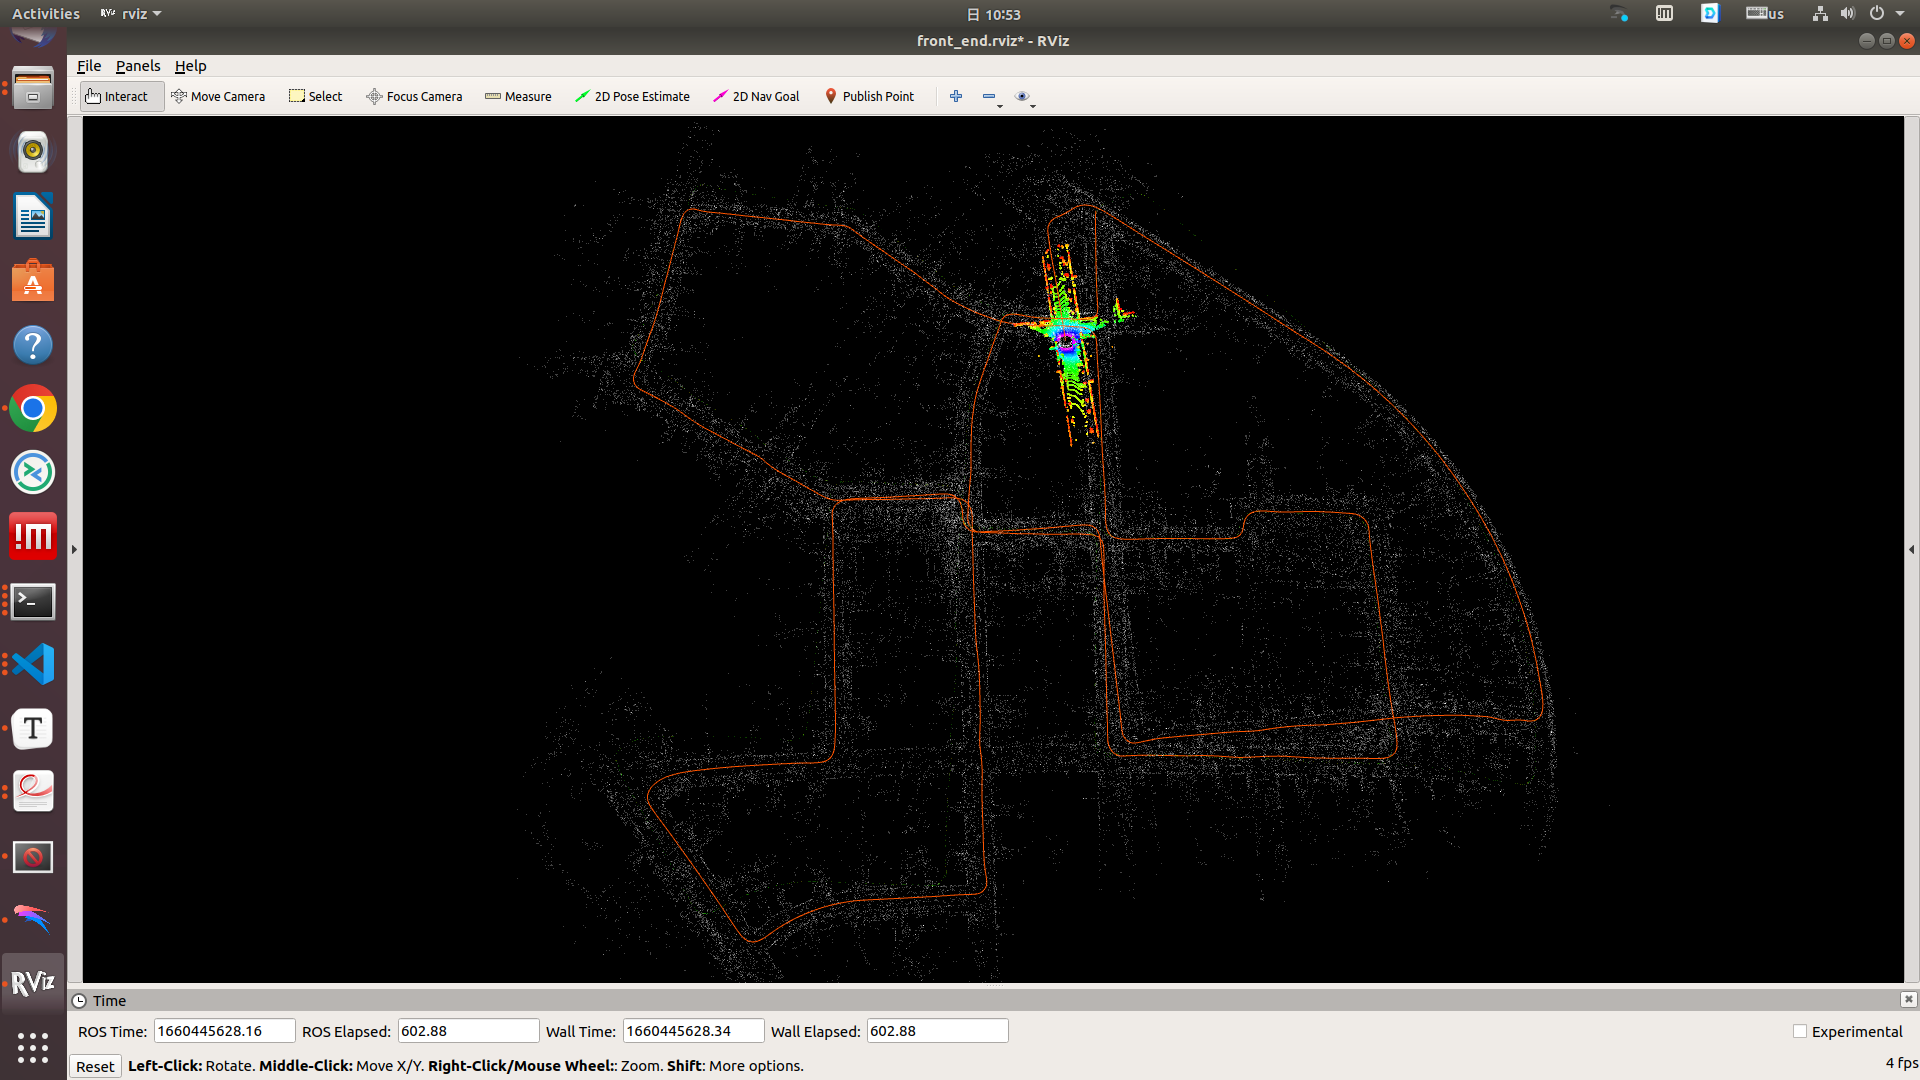 Activities RViz rviz 日 10:53 !m D us
front_end.rviz* - RViz
File Panels Help
Interact Move Camera Select Focus Camera Measure 2D Pose Estimate 2D Nav Goal Publish Point
A
?
!m
>_
T
RViz
Time
ROS Time: 1660445628.16 ROS Elapsed: 602.88 Wall Time: 1660445628.34 Wall Elapsed: 602.88 Experimental
Reset Left-Click: Rotate. Middle-Click: Move X/Y. Right-Click/Mouse Wheel:: Zoom. Shift: More options. 4 fps